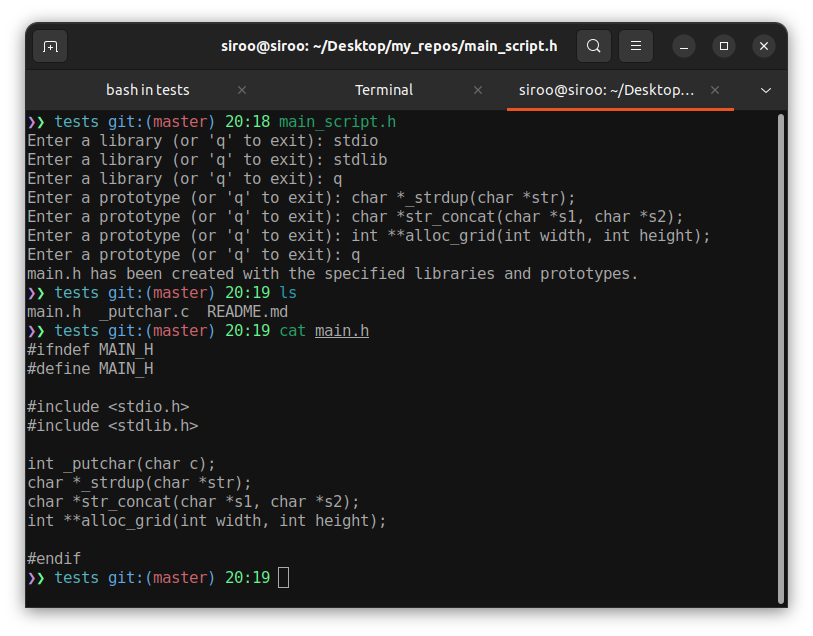 siroo@siroo: ~/Desktop/my_repos/main_script.h
bash in tests
Terminal
siroo@siroo: ~/Desktop...
❯❯ tests git:(master) 20:18 main_script.h
Enter a library (or 'q' to exit): stdio
Enter a library (or 'q' to exit): stdlib
Enter a library (or 'q' to exit): q
Enter a prototype (or 'q' to exit): char *_strdup(char *str);
Enter a prototype (or 'q' to exit): char *str_concat(char *s1, char *s2);
Enter a prototype (or 'q' to exit): int **alloc_grid(int width, int height);
Enter a prototype (or 'q' to exit): q
main.h has been created with the specified libraries and prototypes.
❯❯ tests git:(master) 20:19 ls
main.h  _putchar.c  README.md
❯❯ tests git:(master) 20:19 cat main.h
#ifndef MAIN_H
#define MAIN_H
#include <stdio.h>
#include <stdlib.h>
int _putchar(char c);
char *_strdup(char *str);
char *str_concat(char *s1, char *s2);
int **alloc_grid(int width, int height);
#endif
❯❯ tests git:(master) 20:19